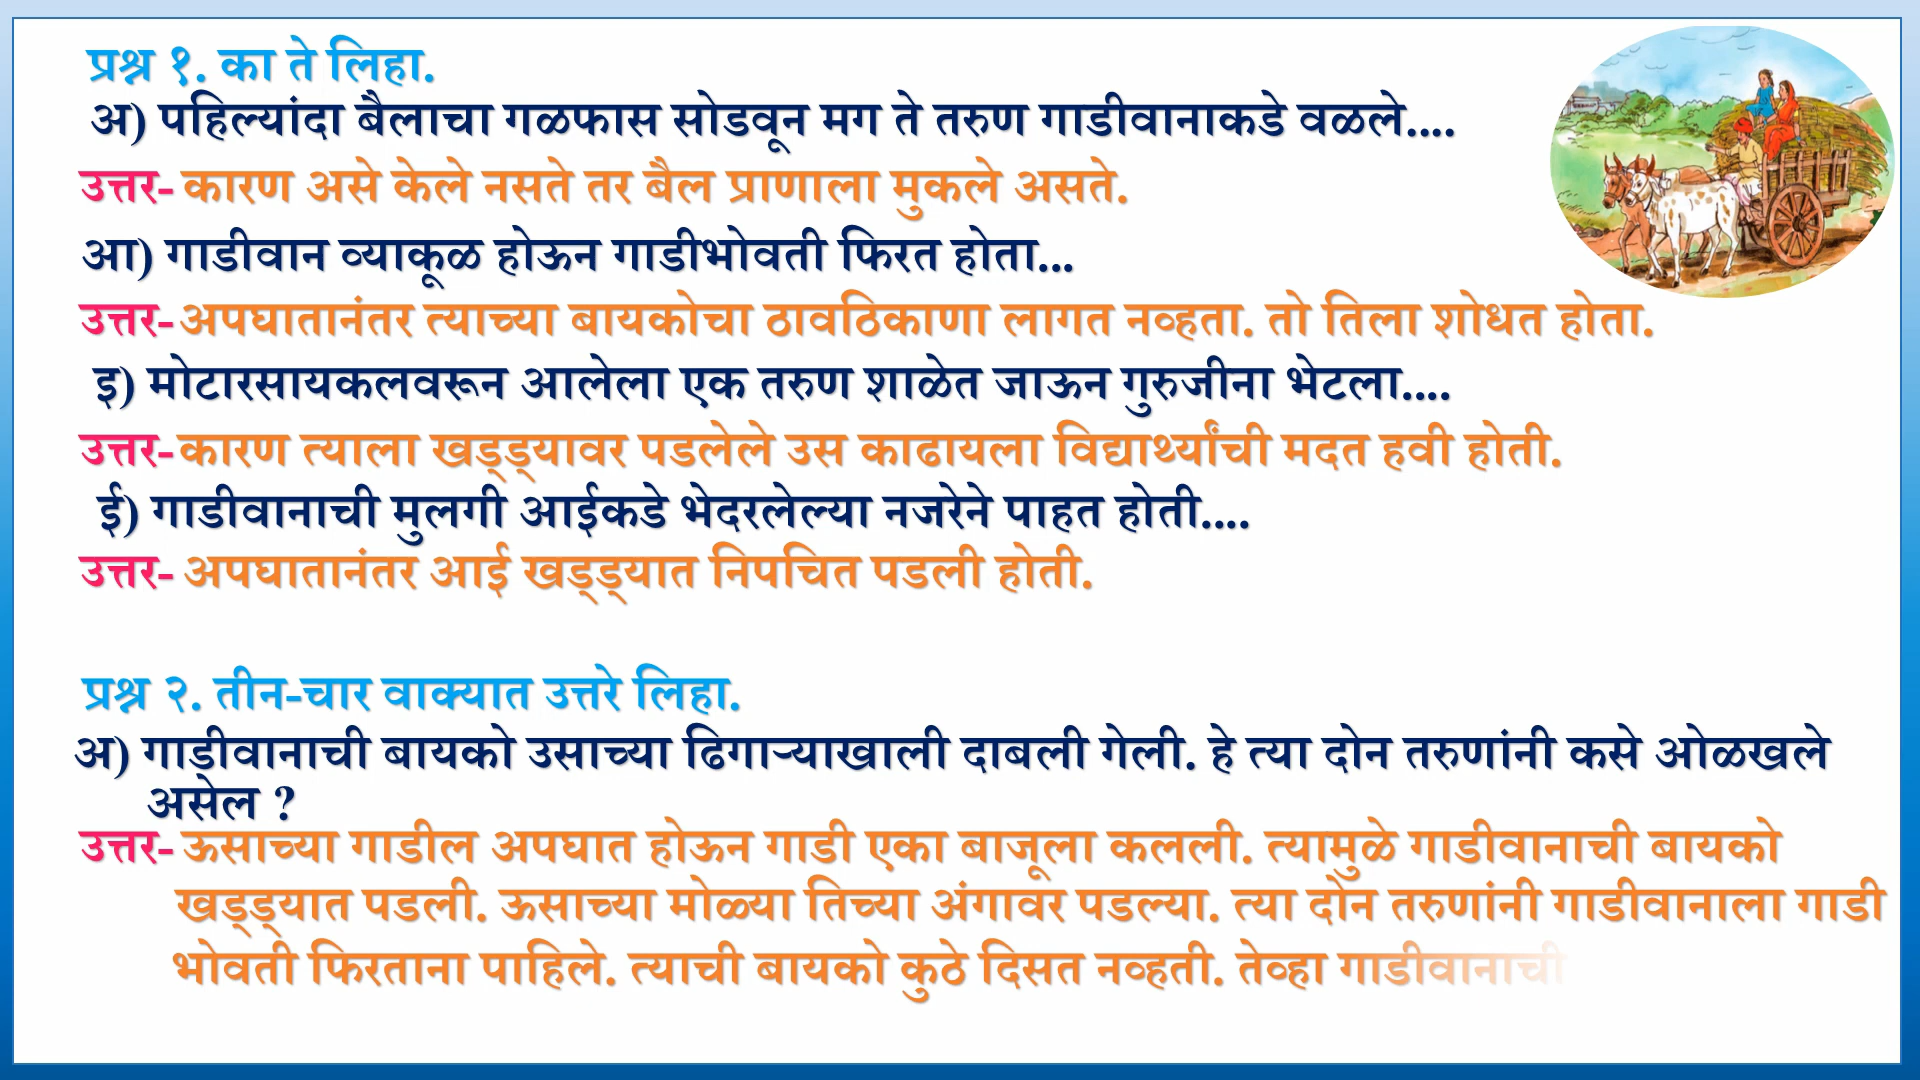 प्रश्न १. का ते लिहा.
अ) पहिल्यांदा बैलाचा गळफास सोडवून मग ते तरुण गाडीवानाकडे वळले....
उत्तर- कारण असे केले नसते तर बैल प्राणाला मुकले असते.
आ) गाडीवान व्याकूळ होऊन गाडीभोवती फिरत होता...
उत्तर- अपघातानंतर त्याच्या बायकोचा ठावठिकाणा लागत नव्हता. तो तिला शोधत होता.
इ) मोटारसायकलवरून आलेला एक तरुण शाळेत जाऊन गुरुजीना भेटला....
उत्तर- कारण त्याला खड्ड्यावर पडलेले उस काढायला विद्यार्थ्यांची मदत हवी होती.
ई) गाडीवानाची मुलगी आईकडे भेदरलेल्या नजरेने पाहत होती....
उत्तर- अपघातानंतर आई खड्ड्यात निपचित पडली होती.
प्रश्न २. तीन-चार वाक्यात उत्तरे लिहा.
अ) गाडीवानाची बायको उसाच्या ढिगाऱ्याखाली दाबली गेली. हे त्या दोन तरुणांनी कसे ओळखले
असेल ?
उत्तर- ऊसाच्या गाडील अपघात होऊन गाडी एका बाजूला कलली. त्यामुळे गाडीवानाची बायको
खड्ड्यात पडली. ऊसाच्या मोळ्या तिच्या अंगावर पडल्या. त्या दोन तरुणांनी गाडीवानाला गाडी
भोवती फिरताना पाहिले. त्याची बायको कुठे दिसत नव्हती. तेव्हा गाडीवानाची